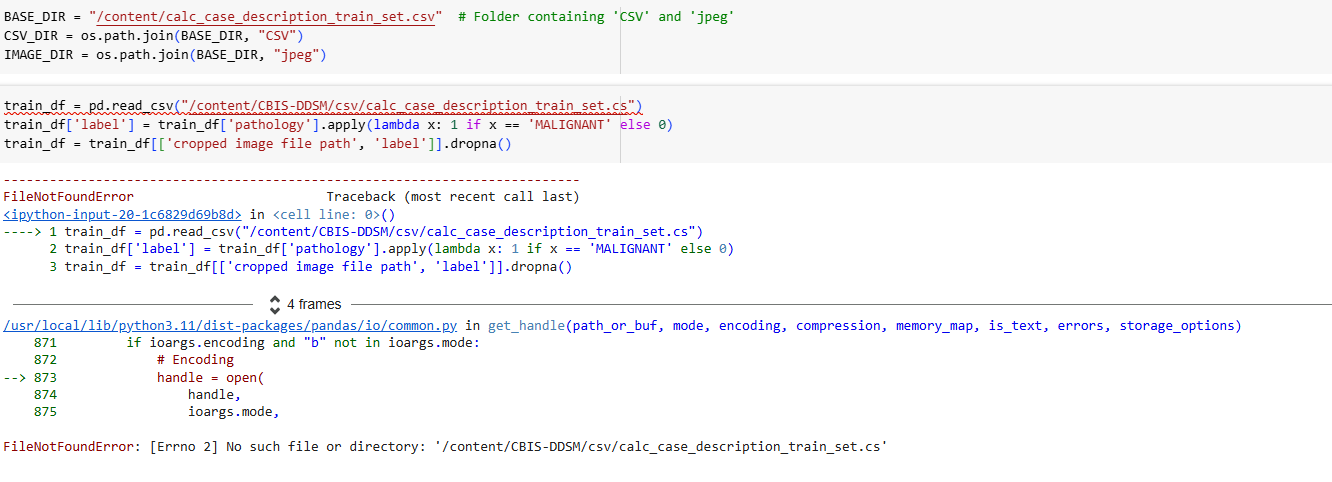 BASE_DIR = "/content/calc_case_description_train_set.csv"  # Folder containing 'CSV' and 'jpeg'
CSV_DIR = os.path.join(BASE_DIR, "CSV")
IMAGE_DIR = os.path.join(BASE_DIR, "jpeg")
train_df = pd.read_csv("/content/CBIS-DDSM/csv/calc_case_description_train_set.cs")
train_df['label'] = train_df['pathology'].apply(lambda x: 1 if x == 'MALIGNANT' else 0)
train_df = train_df[['cropped image file path', 'label']].dropna()
---------------------------------------------------------------------------
FileNotFoundError                         Traceback (most recent call last)
<ipython-input-20-1c6829d69b8d> in <cell line: 0>()
----> 1 train_df = pd.read_csv("/content/CBIS-DDSM/csv/calc_case_description_train_set.cs")
      2 train_df['label'] = train_df['pathology'].apply(lambda x: 1 if x == 'MALIGNANT' else 0)
      3 train_df = train_df[['cropped image file path', 'label']].dropna()
4 frames
/usr/local/lib/python3.11/dist-packages/pandas/io/common.py in get_handle(path_or_buf, mode, encoding, compression, memory_map, is_text, errors, storage_options)
    871         if ioargs.encoding and "b" not in ioargs.mode:
    872             # Encoding
--> 873             handle = open(
    874                 handle,
    875                 ioargs.mode,
FileNotFoundError: [Errno 2] No such file or directory: '/content/CBIS-DDSM/csv/calc_case_description_train_set.cs'